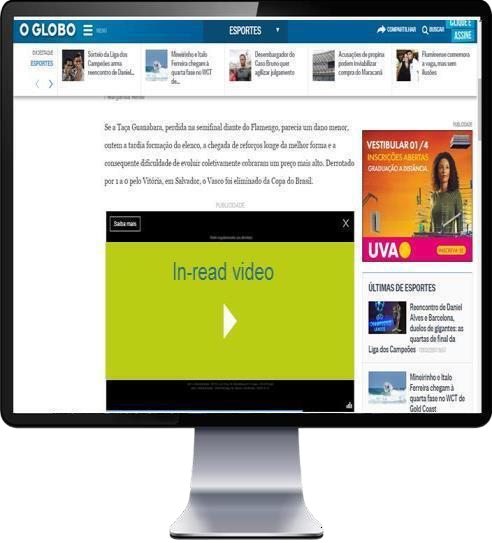 O GLOBO
MENU
ESPORTES
COMPARTILHAR
BUSCAR
CLIQUE E
ASSINE
EM DESTAQUE
ESPORTES
Sorteio da Liga dos
Campeões arma
reencontro de Daniel...
Mineirinho e Italo
Ferreira chegam à
quarta fase no WCT
de...
Desembargador do
Caso Bruno quer
agilizar julgamento
Acusações de propina
podem inviabilizar
compra do Maracanã
Fluminense comemora
a vaga, mas sem
ilusões
Se a Taça Guanabara, perdida na semifinal diante do Flamengo, parecia um dano menor,
ontem a tardia formação do elenco, a chegada de reforços longe da melhor forma e a
consequente dificuldade de evoluir coletivamente cobraram um preço mais alto. Derrotado
por 1 a 0 pelo Vitória, em Salvador, o Vasco foi eliminado da Copa do Brasil.
PUBLICIDADE
Saiba mais
X
In-read video
PUBLICIDADE
VESTIBULAR 01/4
INSCRIÇÕES ABERTAS
GRADUAÇÃO A DISTÂNCIA.
UVA
INSCREVA-SE
ÚLTIMAS DE ESPORTES
Reencontro de Daniel
Alves e Barcelona,
duelos de gigantes: as
quartas de final da
Liga dos Campeões
Mineirinho e Italo
Ferreira chegam à
quarta fase no WCT de
Gold Coast